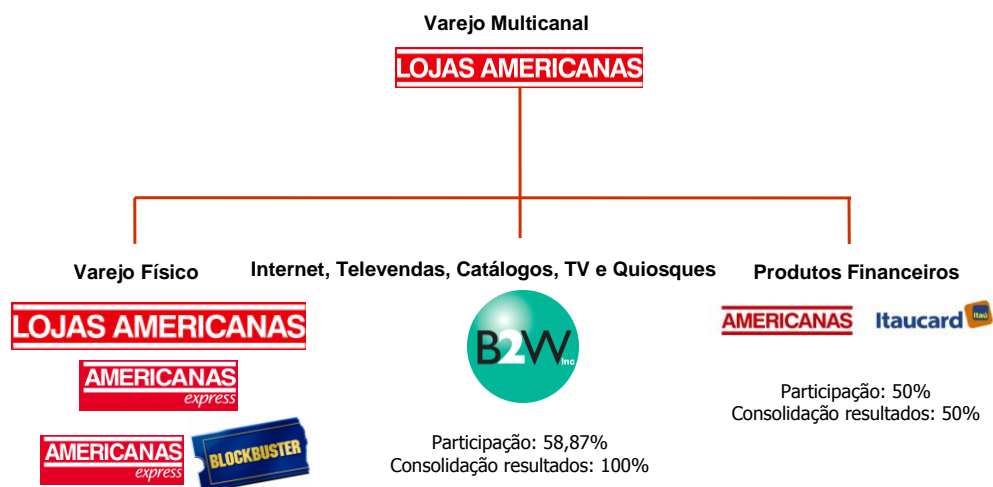 Varejo Multicanal
LOJAS AMERICANAS
Varejo Físico
LOJAS AMERICANAS
AMERICANAS
express
AMERICANAS
express
BLOCKBUSTER
Internet, Televendas, Catálogos, TV e Quiosques
B2W
Inc
Participação: 58,87%
Consolidação resultados: 100%
Produtos Financeiros
AMERICANAS
Itaucard
Itaú
Participação: 50%
Consolidação resultados: 50%